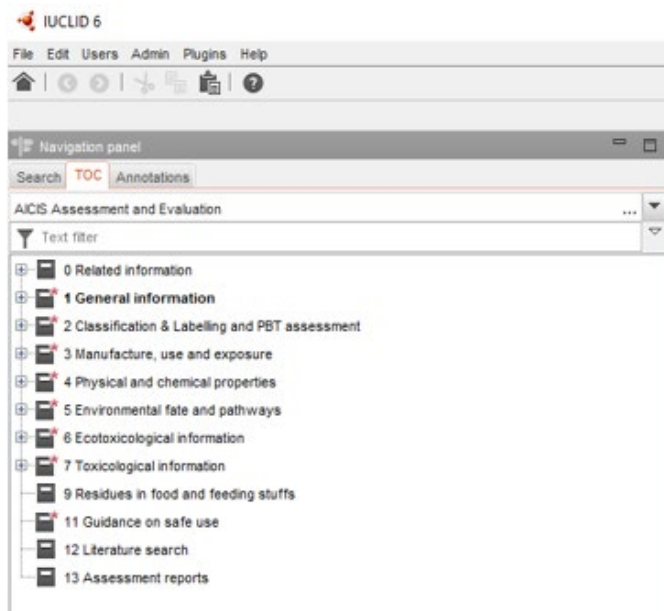 IUCLID 6
File Edit Users Admin Plugins Help
Navigation panel
Search TOC Annotations
AICIS Assessment and Evaluation ...
Text filter
0 Related information
* 1 General information
* 2 Classification & Labelling and PBT assessment
* 3 Manufacture, use and exposure
* 4 Physical and chemical properties
* 5 Environmental fate and pathways
* 6 Ecotoxicological information
* 7 Toxicological information
9 Residues in food and feeding stuffs
* 11 Guidance on safe use
12 Literature search
13 Assessment reports